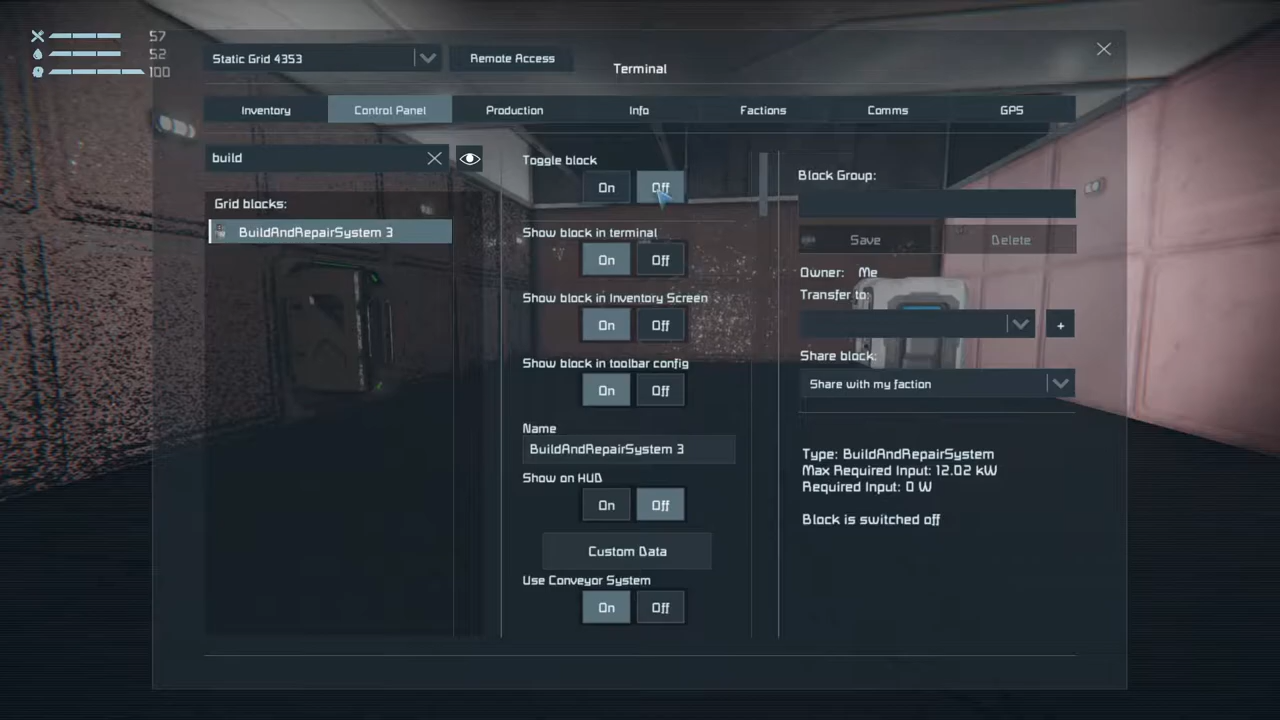 57
52
100
Static Grid 4353
Remote Access
Terminal
Inventory
Control Panel
Production
Info
Factions
Comms
GPS
build
Grid blocks:
BuildAndRepairSystem 3
Toggle block
On
Off
Show block in terminal
On
Off
Show block in Inventory Screen
On
Off
Show block in toolbar config
On
Off
Name
BuildAndRepairSystem 3
Show on HUD
On
Off
Custom Data
Use Conveyor System
On
Off
Block Group:
Save
Delete
Owner: Me
Transfer to:
+
Share block:
Share with my faction
Type: BuildAndRepairSystem
Max Required Input: 12.02 kW
Required Input: 0 W
Block is switched off